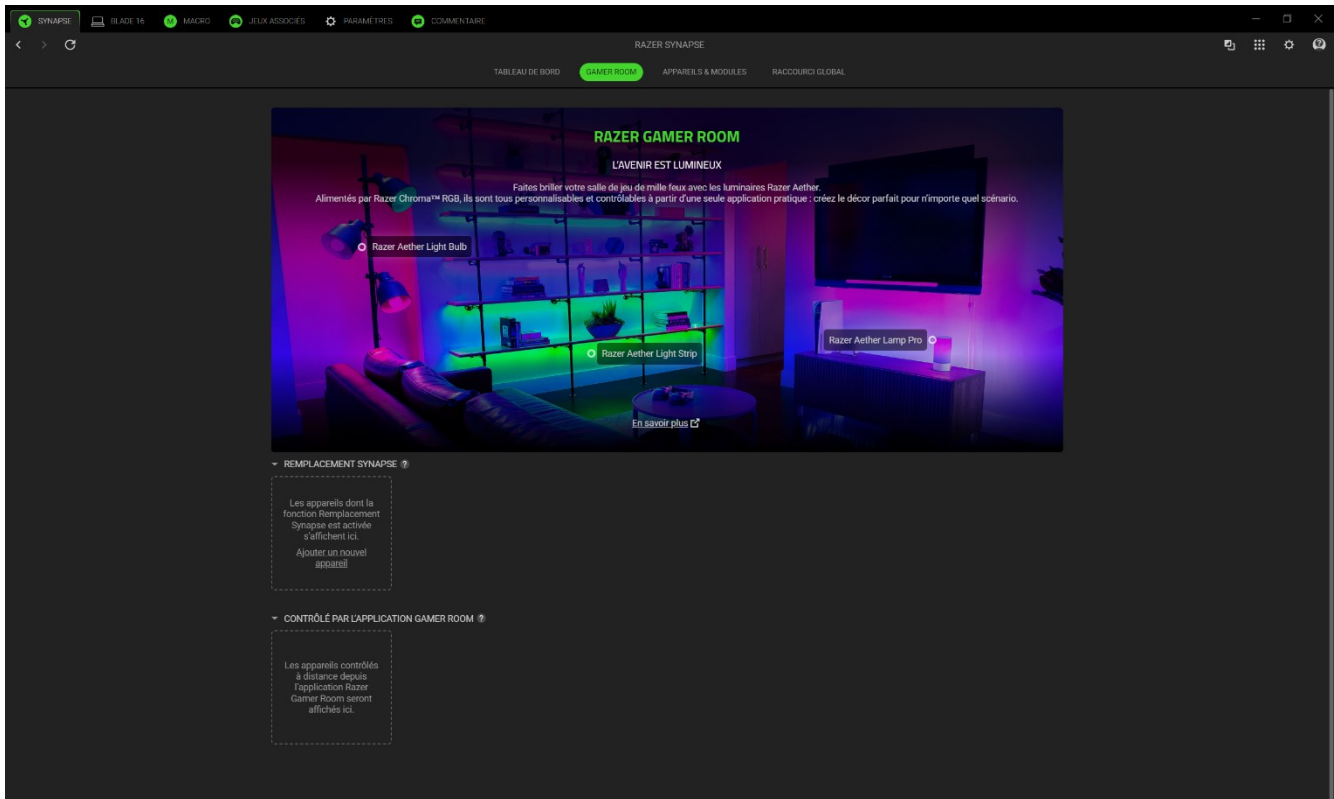 SYNAPSE
BLADE 16
MACRO
JEUX ASSOCIÉS
PARAMÈTRES
COMMENTAIRE
RAZER SYNAPSE
TABLEAU DE BORD
GAMER ROOM
APPAREILS & MODULES
RACCOURCI GLOBAL
RAZER GAMER ROOM
L'AVENIR EST LUMINEUX
Faites briller votre salle de jeu de mille feux avec les luminaires Razer Aether.
Alimentés par Razer Chroma™ RGB, ils sont tous personnalisables et contrôlables à partir d'une seule application pratique : créez le décor parfait pour n'importe quel scénario.
Razer Aether Light Bulb
Razer Aether Lamp Pro
Razer Aether Light Strip
En savoir plus
REMPLACEMENT SYNAPSE ?
Les appareils dont la
fonction Remplacement
Synapse est activée
s'affichent ici.
Ajouter un nouvel
appareil
CONTRÔLÉ PAR L'APPLICATION GAMER ROOM ?
Les appareils contrôlés
à distance depuis
l'application Razer
Gamer Room seront
affichés ici.